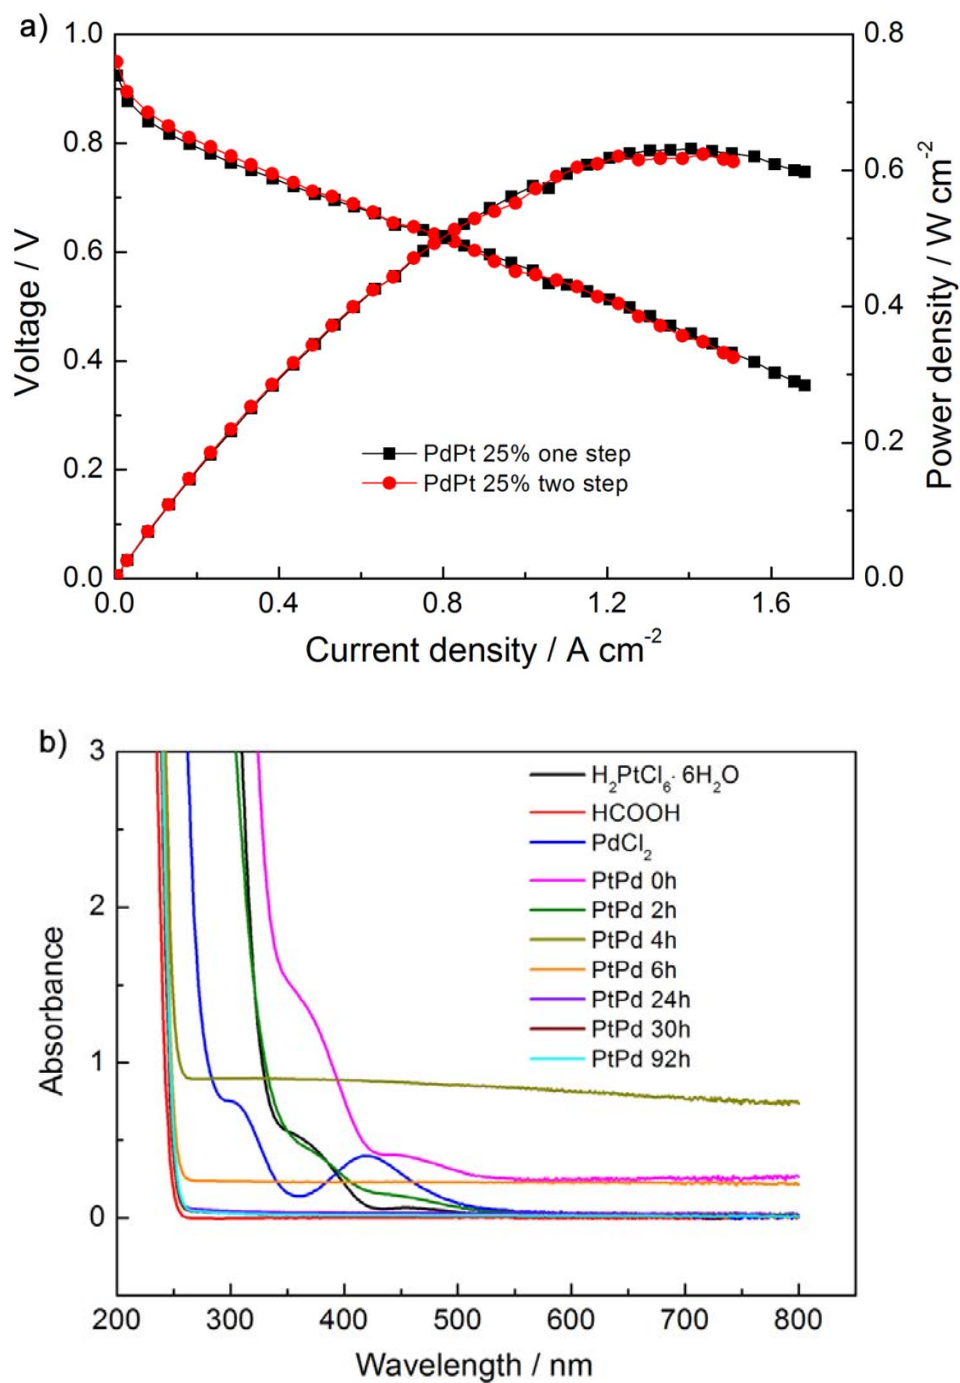 a)
1.0
0.8
0.6
0.4
0.2
0.0
Voltage / V
0.8
0.6
0.4
0.2
0.0
Power density / W cm-2
PdPt 25% one step
PdPt 25% two step
0.0 0.4 0.8 1.2 1.6
Current density / A cm-2
b)
3
2
1
0
Absorbance
H2PtCl6· 6H2O
HCOOH
PdCl2
PtPd 0h
PtPd 2h
PtPd 4h
PtPd 6h
PtPd 24h
PtPd 30h
PtPd 92h
200 300 400 500 600 700 800
Wavelength / nm